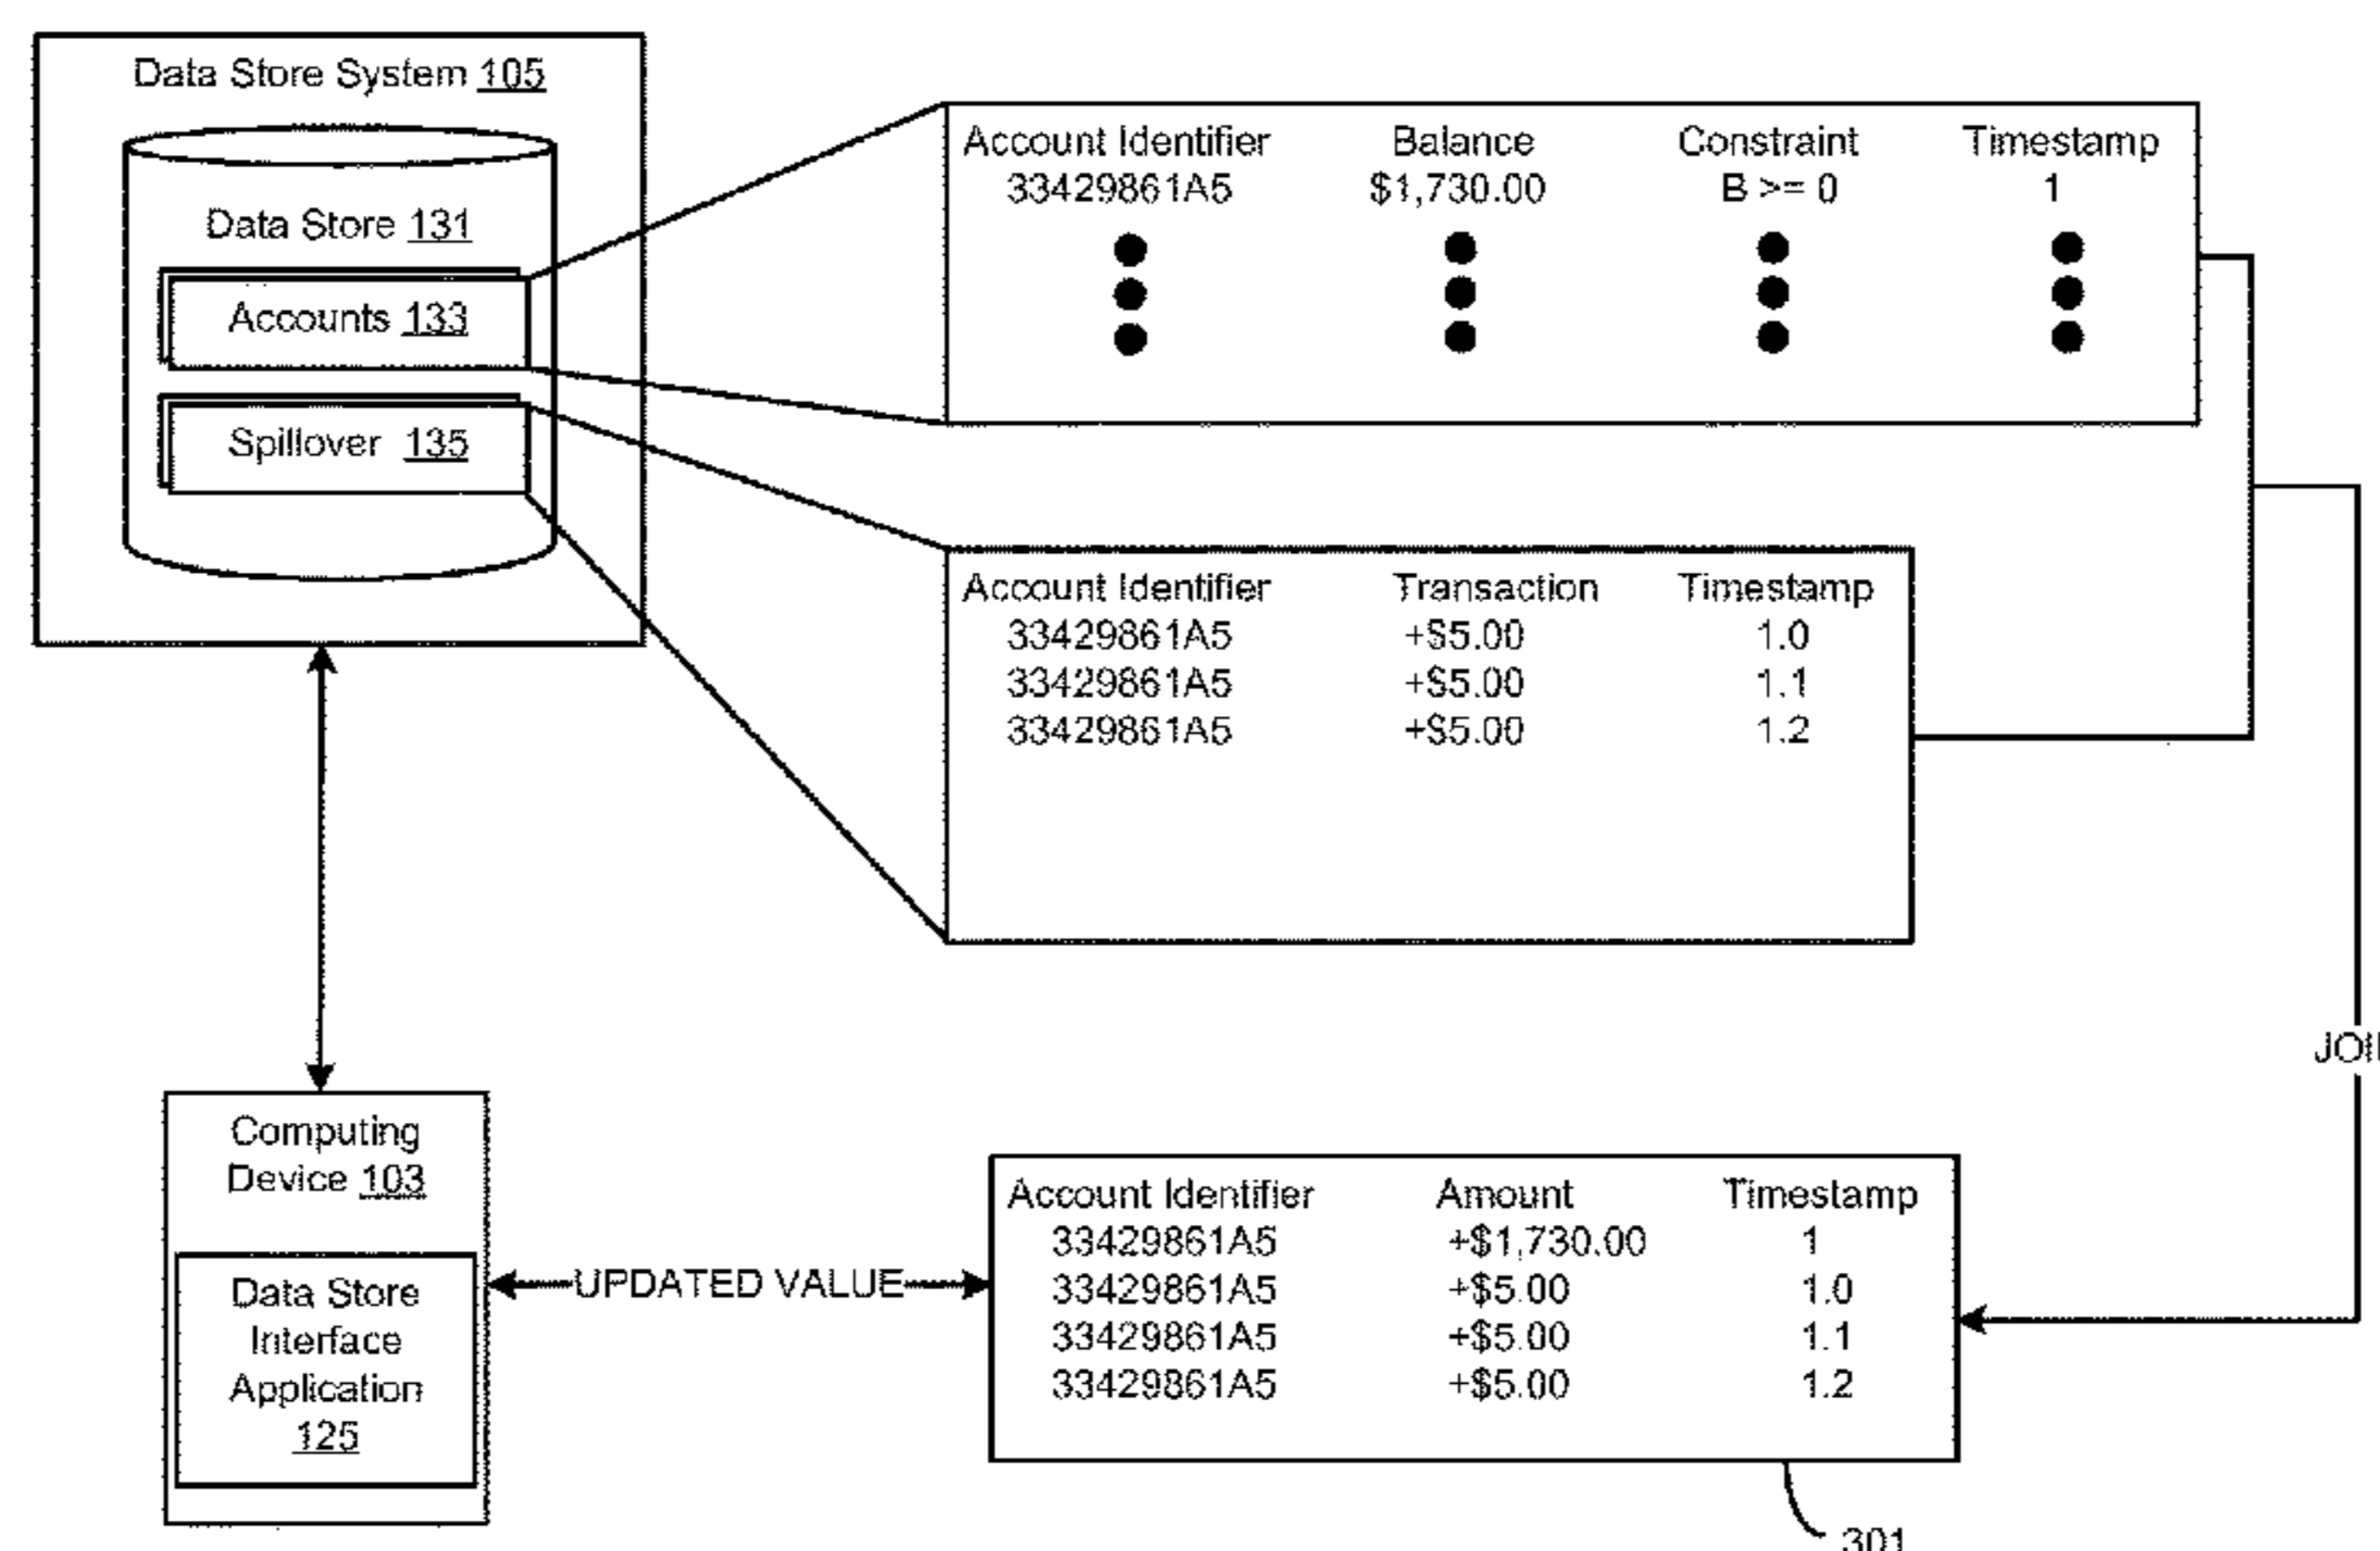 Data Store System 105
Data Store 131
Accounts 133
Spillover 135
Account Identifier Balance Constraint Timestamp
33429861A5 $1,730.00 B >= 0 1
Account Identifier Transaction Timestamp
33429861A5 +$5.00 1.0
33429861A5 +$5.00 1.1
33429861A5 +$5.00 1.2
Computing
Device 103
Data Store
Interface
Application
125
UPDATED VALUE
Account Identifier Amount Timestamp
33429861A5 +$1,730.00 1
33429861A5 +$5.00 1.0
33429861A5 +$5.00 1.1
33429861A5 +$5.00 1.2
301